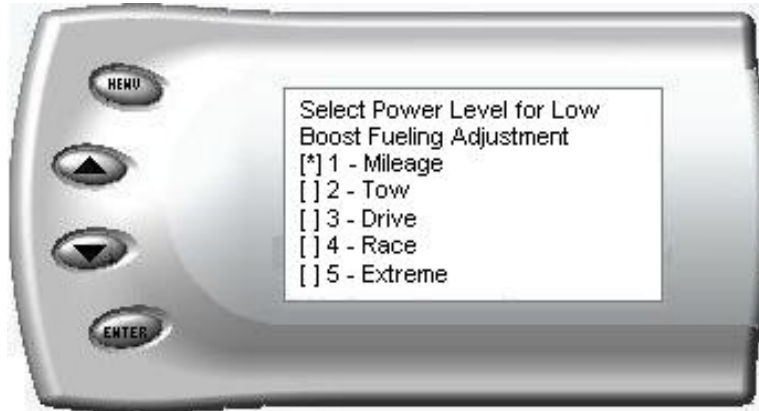 MENU
Select Power Level for Low
Boost Fueling Adjustment
[*] 1 - Mileage
[ ] 2 - Tow
[ ] 3 - Drive
[ ] 4 - Race
[ ] 5 - Extreme
ENTER